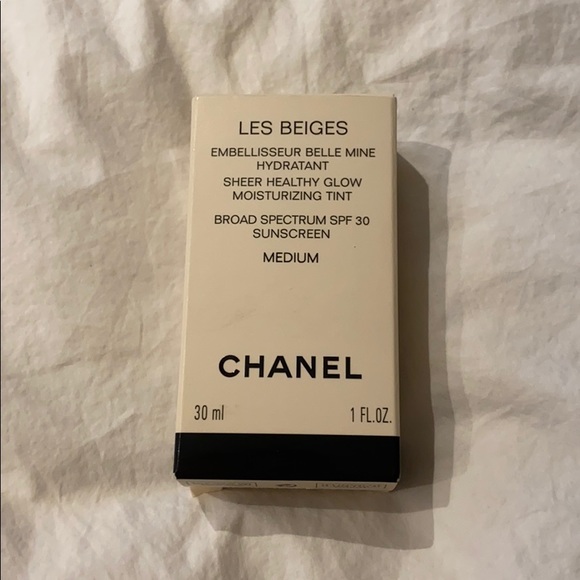 LES BEIGES
EMBELLISSEUR BELLE MINE
HYDRATANT
SHEER HEALTHY GLOW
MOISTURIZING TINT
BROAD SPECTRUM SPF 30
SUNSCREEN
MEDIUM
CHANEL
30 ml 1 FL.OZ.